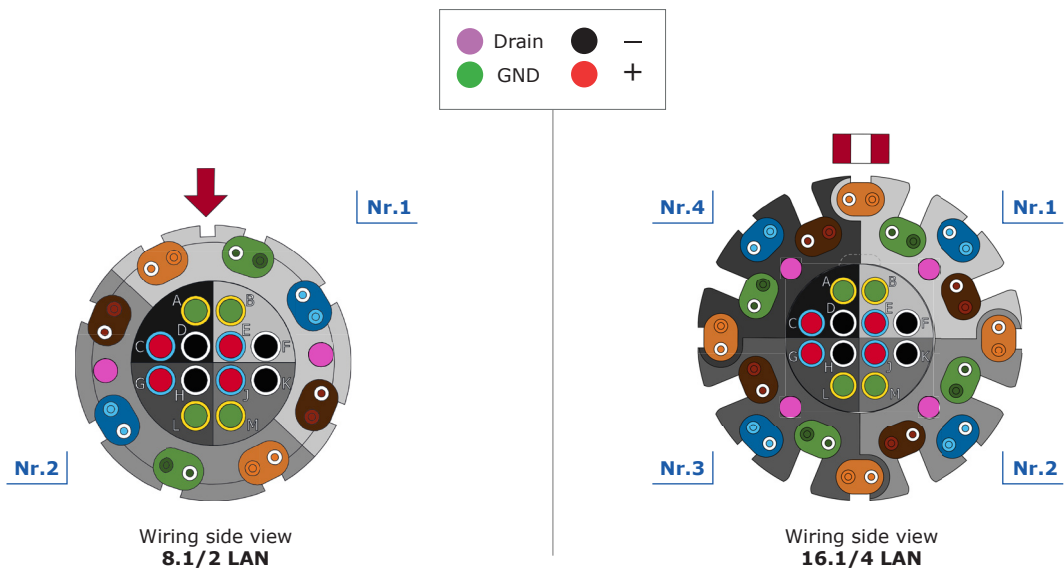 Drain −
GND +
Nr.1
A B
D E
C F
G K
H J
L M
Nr.2
Wiring side view
8.1/2 LAN
Nr.4 Nr.1
A B
D E
C F
G K
H J
L M
Nr.3 Nr.2
Wiring side view
16.1/4 LAN